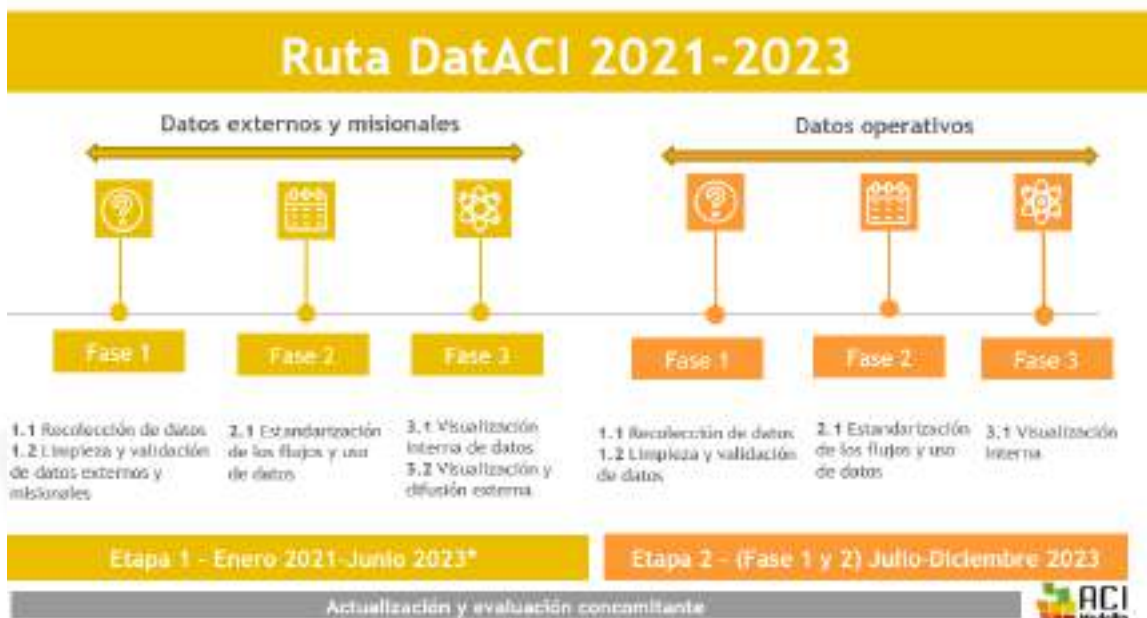 Ruta DatACI 2021-2023
Datos externos y misionales
Datos operativos
Fase 1
Fase 2
Fase 3
Fase 1
Fase 2
Fase 3
1.1 Recolección de datos
1.2 Limpieza y validación
de datos externos y
misionales
2.1 Estandarización
de los flujos y uso
de datos
3.1 Visualización
interna de datos
3.2 Visualización y
difusión externa
1.1 Recolección de datos
1.2 Limpieza y validación
de datos
2.1 Estandarización
de los flujos y uso
de datos
3.1 Visualización
interna
Etapa 1 - Enero 2021-Junio 2023*
Etapa 2 - (Fase 1 y 2) Julio-Diciembre 2023
Actualización y evaluación concomitante
ACI